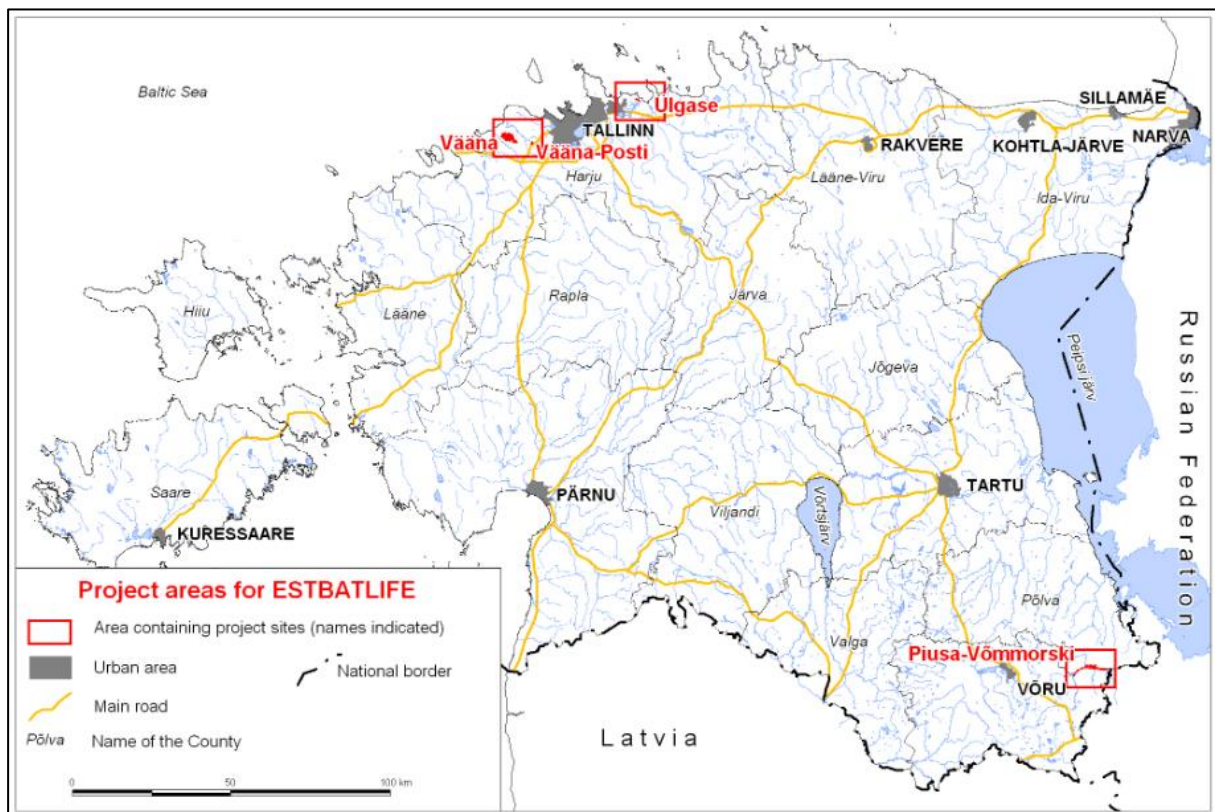 Baltic Sea
Ülgase
TALLINN
Vääna
Vääna-Posti
Harju
SILLAMÄE
KOHTLA-JÄRVE
NARVA
RAKVERE
Lääne-Viru
Ida-Viru
Hiiu
Lääne
Rapla
Järva
Jõgeva
Peipsi järv
Russian Federation
Saare
KURESSAARE
PÄRNU
Viljandi
Võrtsjärv
TARTU
Põlva
Valga
Piusa-Võmmorski
VÕRU
Latvia
Project areas for ESTBATLIFE
Area containing project sites (names indicated)
Urban area
National border
Main road
Põlva
Name of the County
0 50 100 km